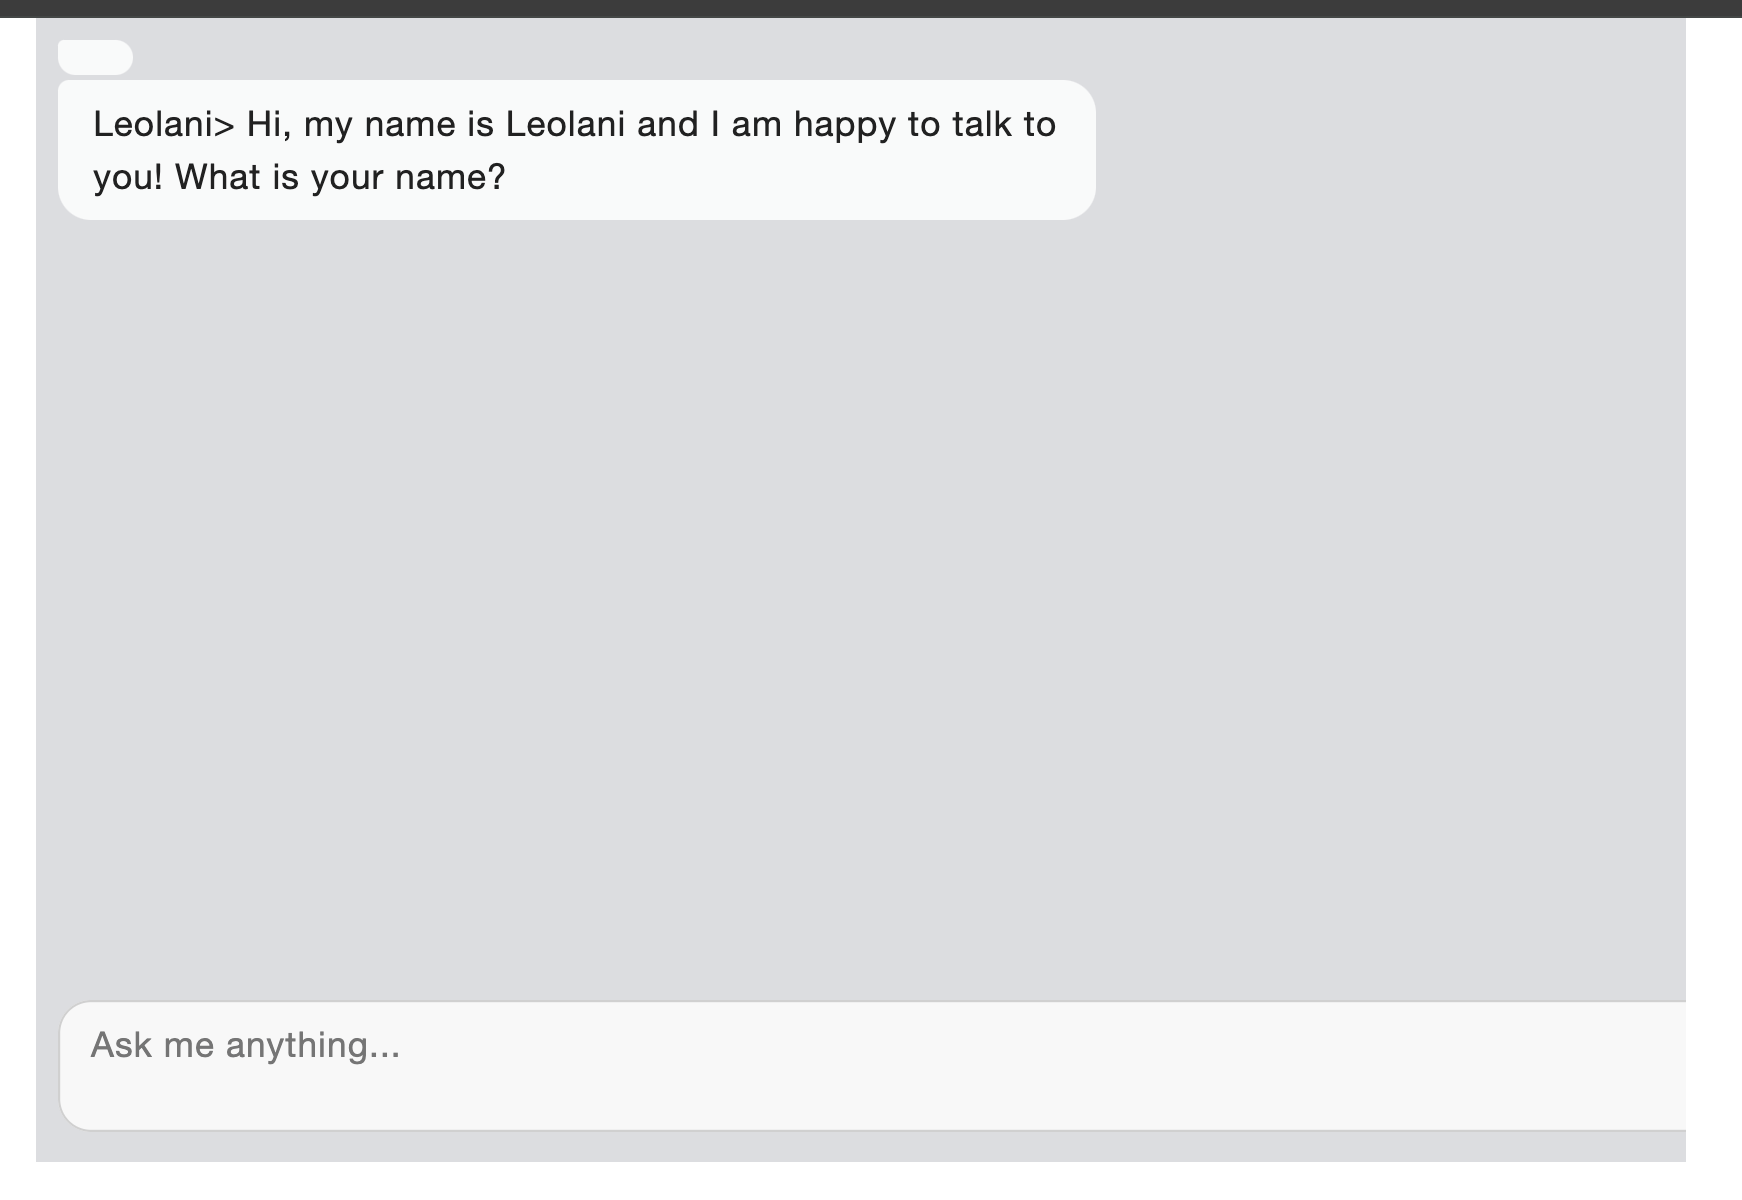 Leolani> Hi, my name is Leolani and I am happy to talk to
you! What is your name?
Ask me anything...